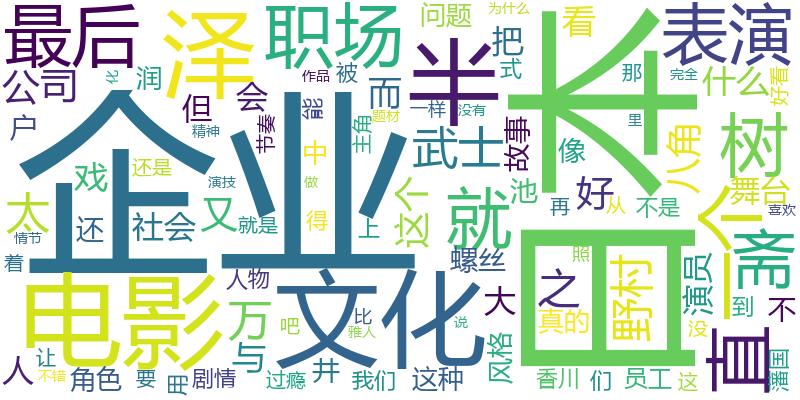 最后
泽
职场
问题
为什么
看
表演
公司
润
作品
被
把
式
那
完全
什么
好看
半
木
户
但
化
会
而
能
一样
没有
题材
里
企业
精神
节奏
中
主角
武士
故事
像
八角
树
戏
还是
演技
做
太
还
社会
又
就是
得
上
这个
就
池
好
再
从
不是
一个
舞台
喜欢
着
情节
田
斋
电影
文化
人物
万
与
吧
比
雅人
说
螺丝
大
之
照
野村
真的
演员
没
到
不
直
人
让
不错
角色
要
用
剧情
过瘾
井
我们
这种
风格
香川
们
员工
这
藩国